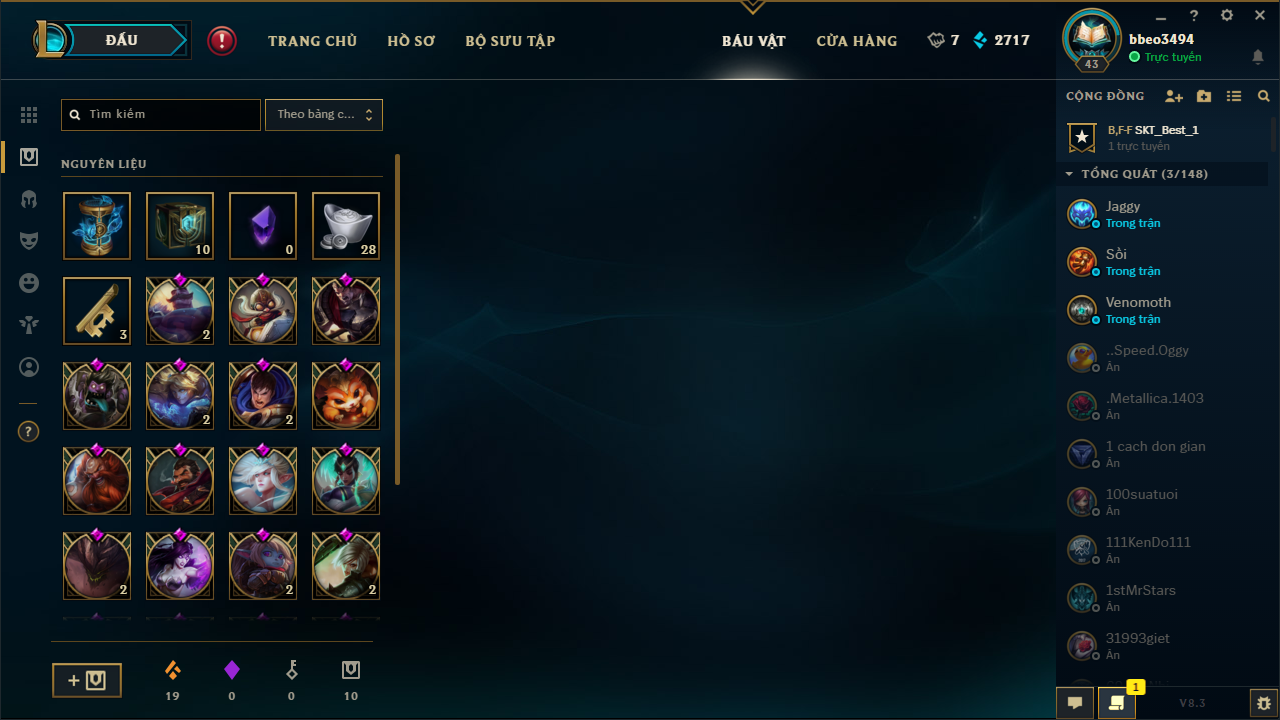 ĐẤU
!
TRANG CHỦ
HỒ SƠ
BỘ SƯU TẬP
BÁU VẬT
CỬA HÀNG
7
2717
?
43
bbeo3494
Trực tuyến
Tìm kiếm
Theo bảng c...
NGUYÊN LIỆU
10
0
28
3
2
2
2
2
2
2
?
19
0
0
10
CỘNG ĐỒNG
B,F-F SKT_Best_1
1 trực tuyến
TỔNG QUÁT (3/148)
Jaggy
Trong trận
Sồi
Trong trận
Venomoth
Trong trận
..Speed.Oggy
Ẩn
.Metallica.1403
Ẩn
1 cach don gian
Ẩn
100suatuoi
Ẩn
111KenDo111
Ẩn
1stMrStars
Ẩn
31993giet
Ẩn
1
V8.3